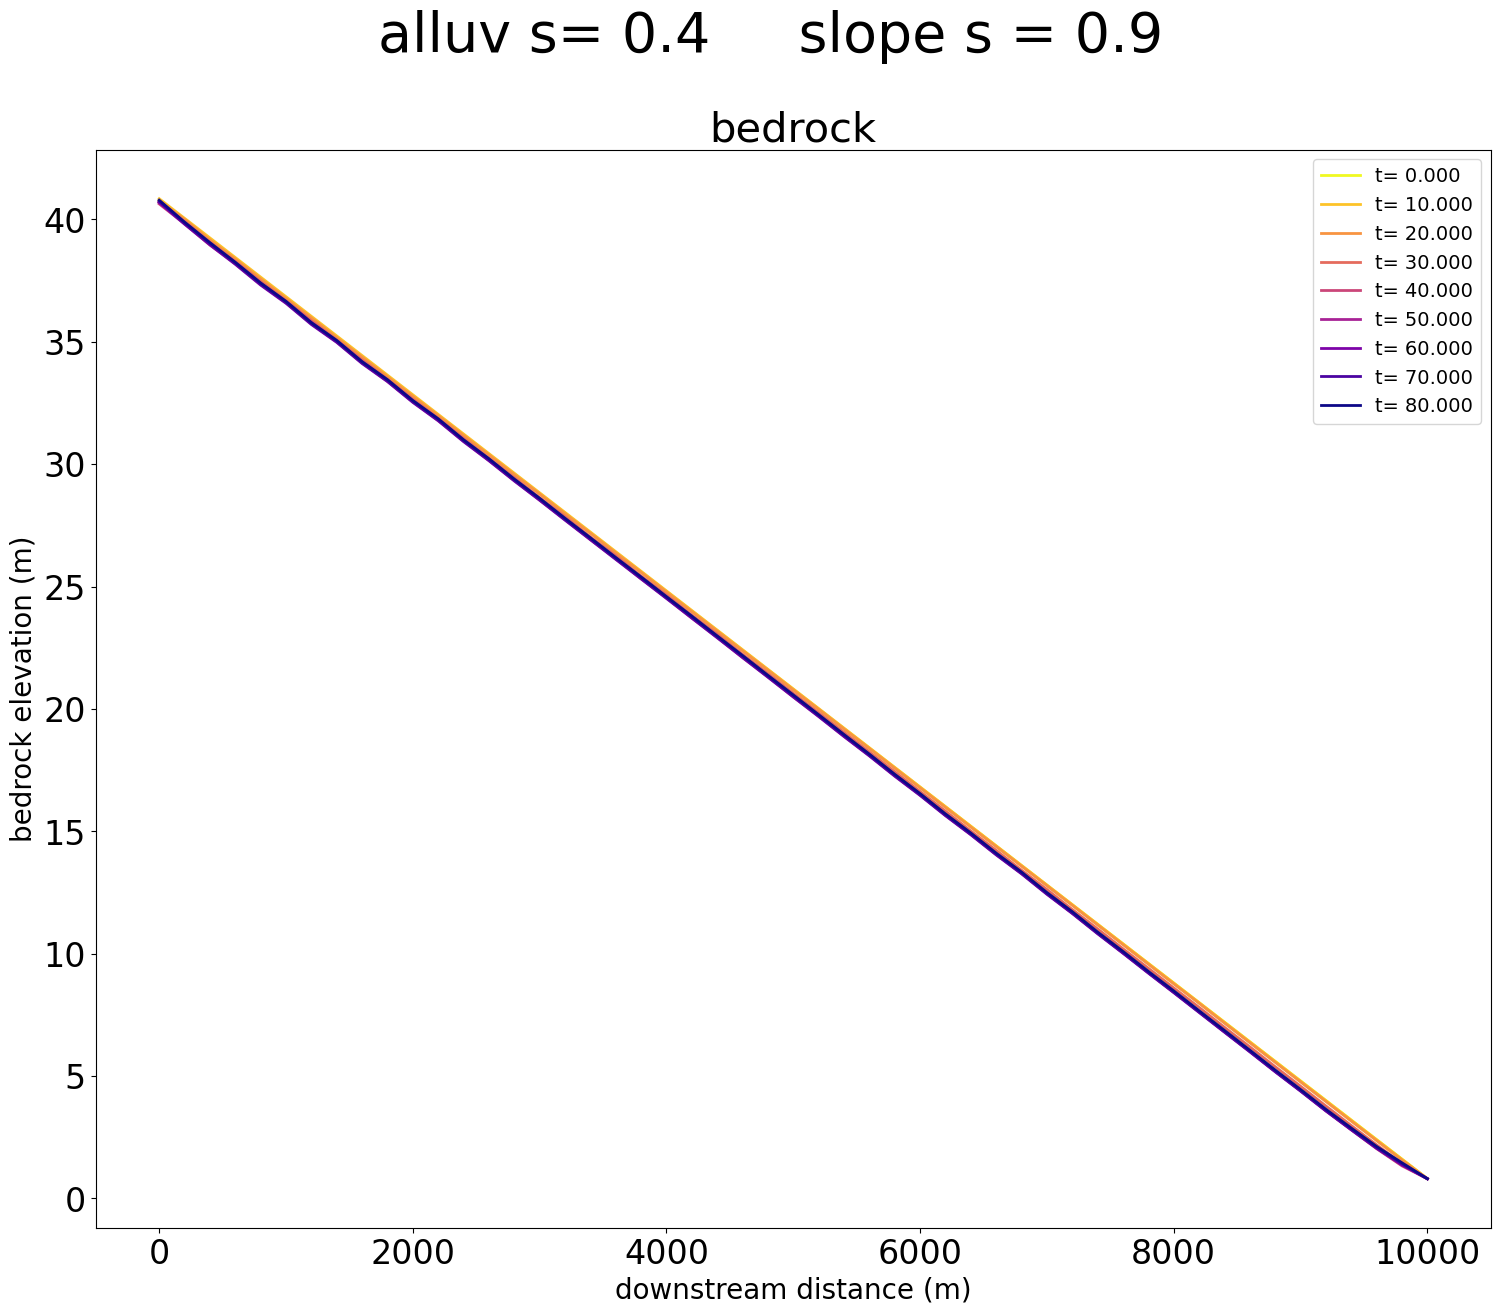 alluv s= 0.4     slope s = 0.9
bedrock
t= 0.000
t= 10.000
t= 20.000
t= 30.000
t= 40.000
t= 50.000
t= 60.000
t= 70.000
t= 80.000
bedrock elevation (m)
40
35
30
25
20
15
10
5
0
0 2000 4000 6000 8000 10000
downstream distance (m)